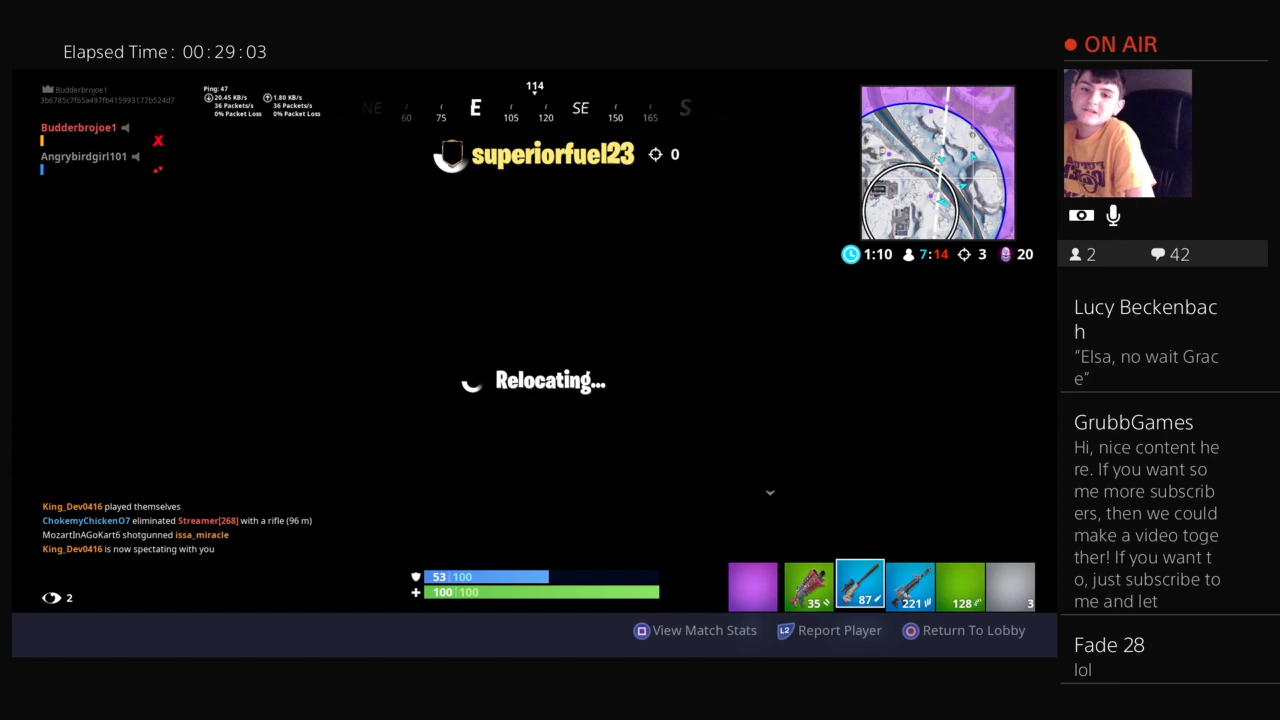 Elapsed Time: 00:29:03
ON AIR
Budderbroje1
3b6785c7f65a497fb415993177b524d7
Ping: 47
20.45 KB/s 1.80 KB/s
36 Packets/s 36 Packets/s
0% Packet Loss 0% Packet Loss
114
NE 60 75 E 105 120 SE 150 165 S
Budderbroje1
X
Angrybirdgirl101
superiorfuel23 0
1:10 7:14 3 20
2 42
Lucy Beckenbac
h
“Elsa, no wait Grac
e”
Relocating...
GrubbGames
Hi, nice content he
re. If you want so
me more subscrib
ers, then we could
make a video toge
ther! If you want t
o, just subscribe to
me and let
King_Dev0416 played themselves
ChokemyChickenO7 eliminated Streamer[268] with a rifle (96 m)
MozartInAGoKart6 shotgunned issa_miracle
King_Dev0416 is now spectating with you
53 100
100 100
35 87 221 128 3
2
View Match Stats L2 Report Player Return To Lobby
Fade 28
lol